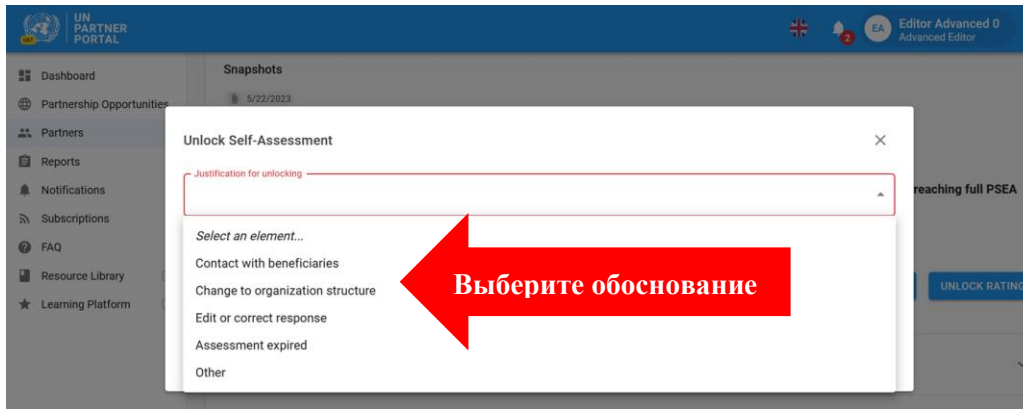 UN
PARTNER
PORTAL
2
EA
Editor Advanced 0
Advanced Editor
Dashboard
Partnership Opportunities
Partners
Reports
Notifications
Subscriptions
FAQ
Resource Library
Learning Platform
Snapshots
5/22/2023
Unlock Self-Assessment
Justification for unlocking
Select an element...
Contact with beneficiaries
Change to organization structure
Edit or correct response
Assessment expired
Other
Выберите обоснование
reaching full PSEA
UNLOCK RATING